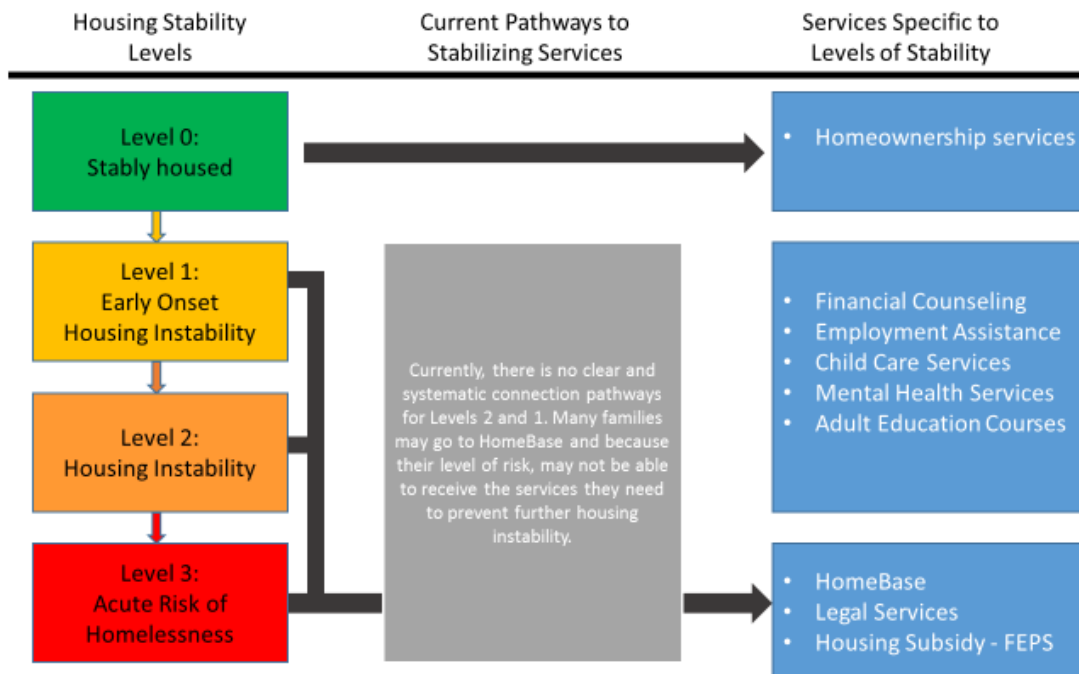 Housing Stability
Levels
Current Pathways to
Stabilizing Services
Services Specific to
Levels of Stability
Level 0:
Stably housed
• Homeownership services
Level 1:
Early Onset
Housing Instability
Level 2:
Housing Instability
Level 3:
Acute Risk of
Homelessness
Currently, there is no clear and
systematic connection pathways
for Levels 2 and 1. Many families
may go to HomeBase and because
their level of risk, may not be able
to receive the services they need
to prevent further housing
instability.
• Financial Counseling
• Employment Assistance
• Child Care Services
• Mental Health Services
• Adult Education Courses
• HomeBase
• Legal Services
• Housing Subsidy - FEPS